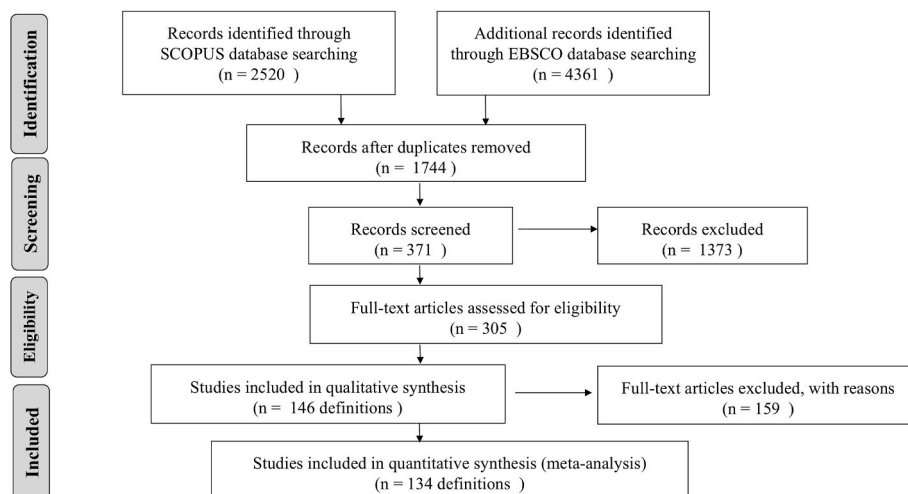 Identification
Records identified through
SCOPUS database searching
(n = 2520 )
Additional records identified
through EBSCO database searching
(n = 4361 )
Records after duplicates removed
(n = 1744 )
Screening
Records screened
(n = 371 )
Records excluded
(n = 1373 )
Eligibility
Full-text articles assessed for eligibility
(n = 305 )
Studies included in qualitative synthesis
(n = 146 definitions )
Full-text articles excluded, with reasons
(n = 159 )
Included
Studies included in quantitative synthesis (meta-analysis)
(n = 134 definitions )